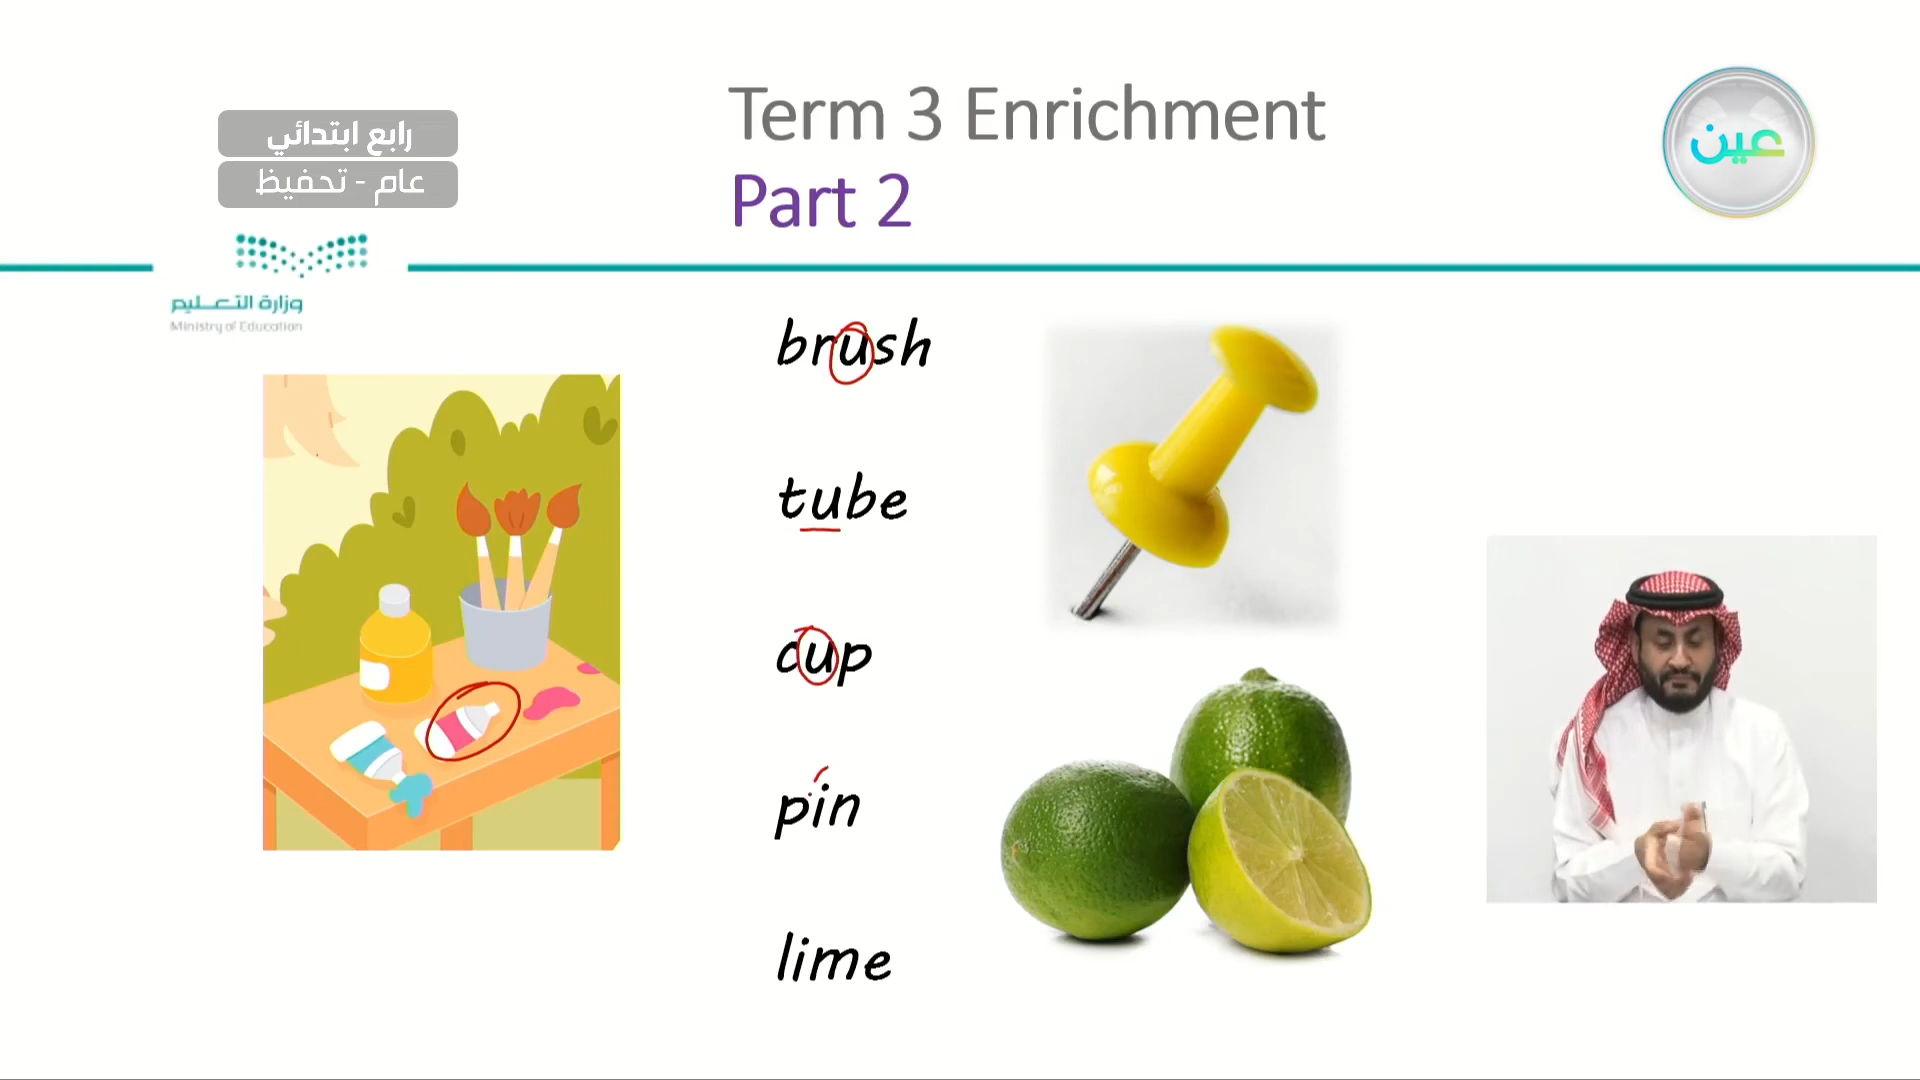 رابع ابتدائي
عام - تحفيظ
Term 3 Enrichment
Part 2
عين
وزارة التعليم
Ministry of Education
brush
tube
cup
pin
lime